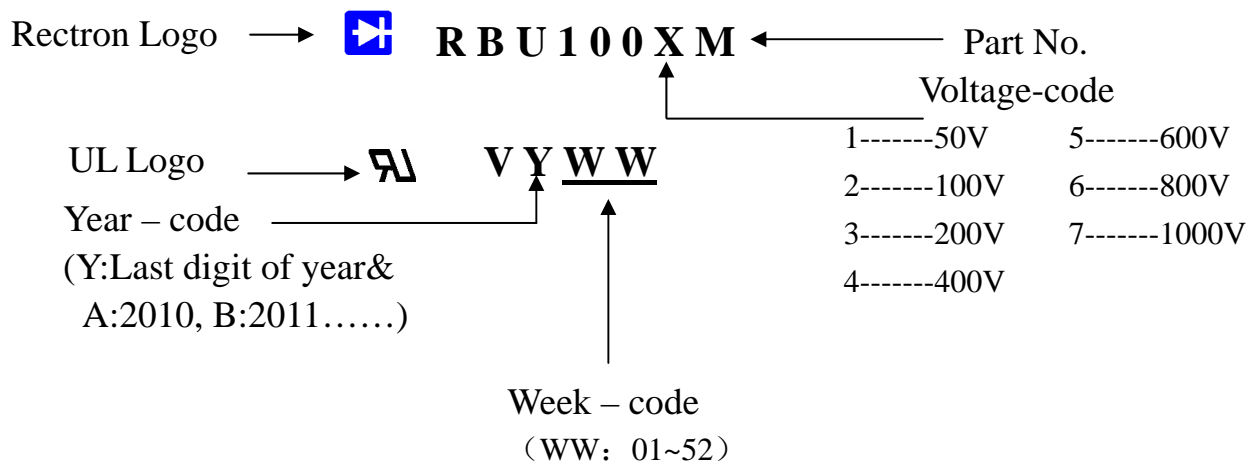 Rectron Logo RBU100XM Part No.
Voltage-code
1-------50V 5-------600V
UL Logo VYWW
2-------100V 6-------800V
Year – code
3-------200V 7-------1000V
(Y:Last digit of year&
4-------400V
A:2010, B:2011……)
Week – code
（WW：01~52）